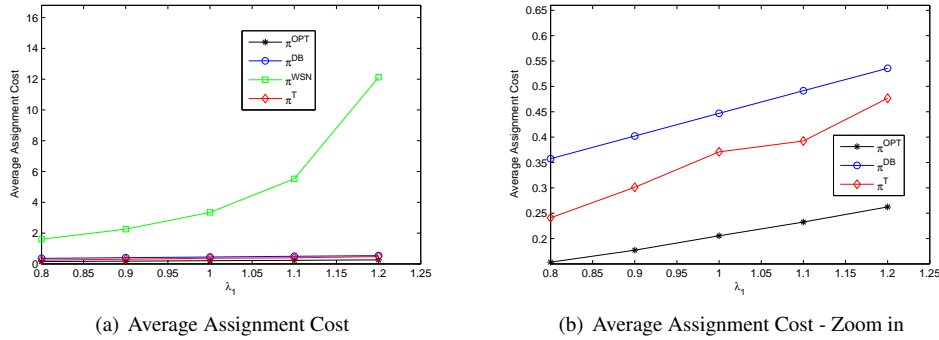 16
14
12
10
8
6
4
2
0
Average Assignment Cost
0.8 0.85 0.9 0.95 1 1.05 1.1 1.15 1.2 1.25
λ1
πOPT
πDB
πWSN
πT
(a) Average Assignment Cost
0.65
0.6
0.55
0.5
0.45
0.4
0.35
0.3
0.25
0.2
Average Assignment Cost
0.8 0.85 0.9 0.95 1 1.05 1.1 1.15 1.2 1.25
λ1
πOPT
πDB
πT
(b) Average Assignment Cost - Zoom in